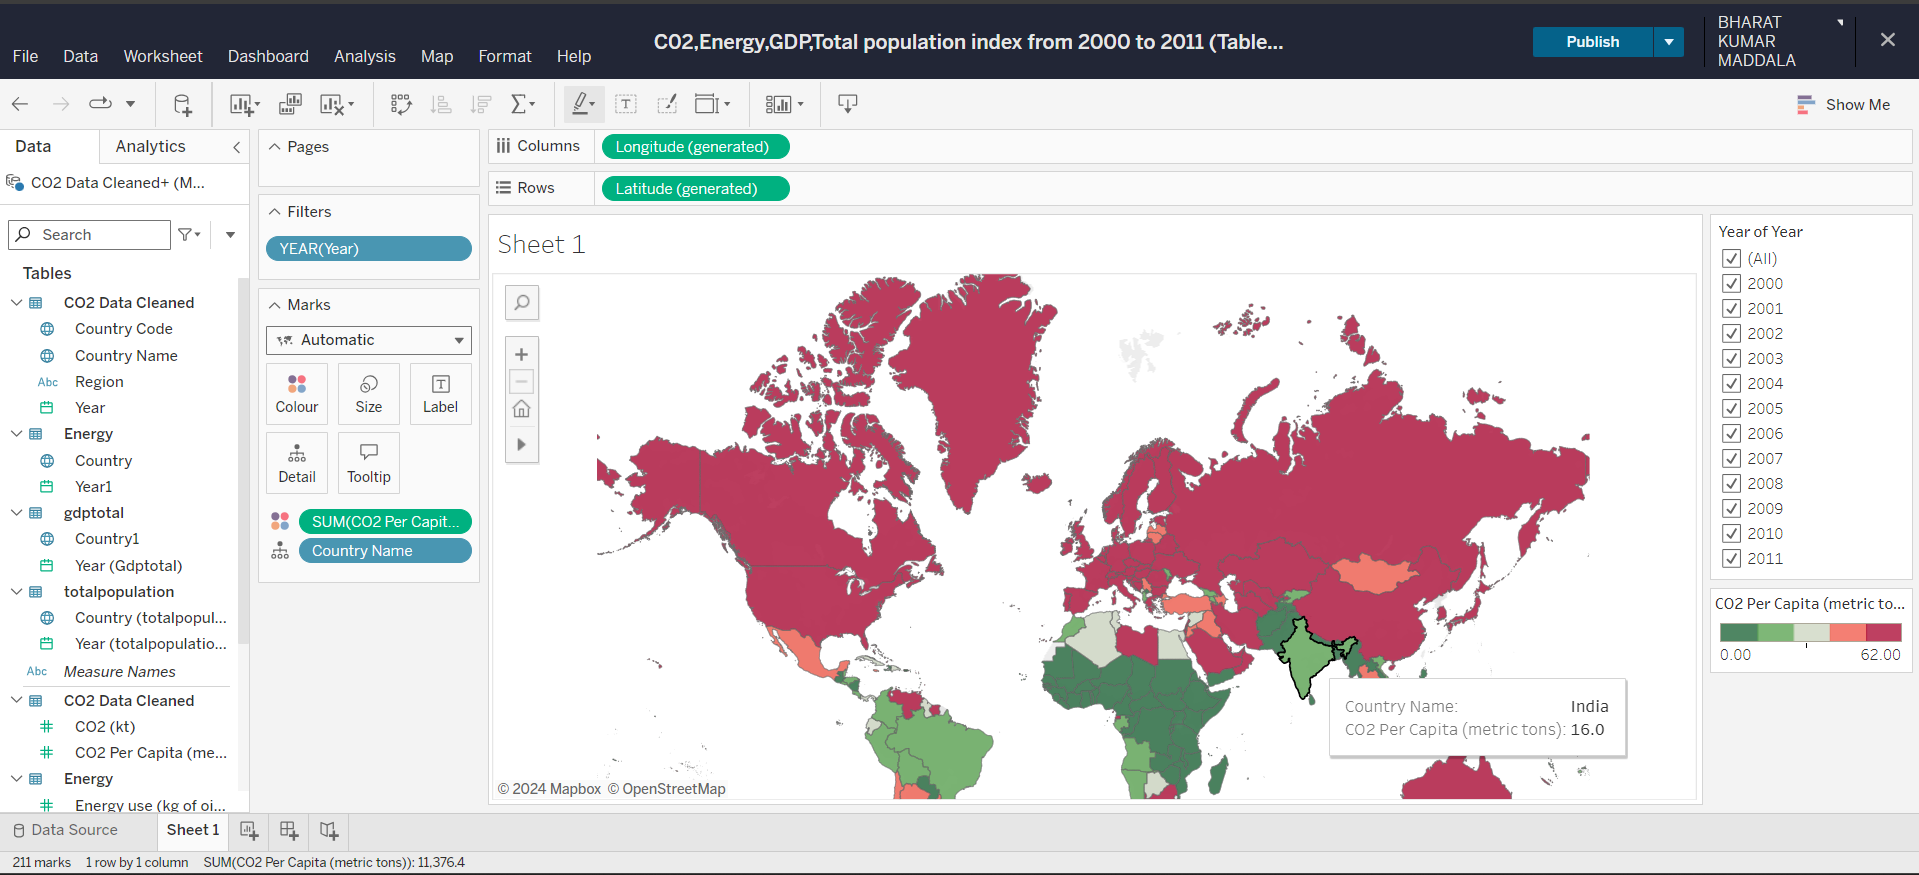 CO2,Energy,GDP,Total population index from 2000 to 2011 (Table...
Publish
BHARAT
KUMAR
MADDALA
File Data Worksheet Dashboard Analysis Map Format Help
Show Me
Data Analytics
CO2 Data Cleaned+ (M...
Search
Tables
CO2 Data Cleaned
Country Code
Country Name
Abc Region
Year
Energy
Country
Year1
gdptotal
Country1
Year (Gdptotal)
totalpopulation
Country (totalpopul...
Year (totalpopulatio...
Abc Measure Names
CO2 Data Cleaned
CO2 (kt)
CO2 Per Capita (me...
Energy
Energy use (kg of oi...
Pages
Filters
YEAR(Year)
Marks
Automatic
Colour Size Label
Detail Tooltip
SUM(CO2 Per Capit...
Country Name
Columns Longitude (generated)
Rows Latitude (generated)
Sheet 1
Country Name: India
CO2 Per Capita (metric tons): 16.0
© 2024 Mapbox © OpenStreetMap
Year of Year
(All)
2000
2001
2002
2003
2004
2005
2006
2007
2008
2009
2010
2011
CO2 Per Capita (metric to...
0.00 62.00
Data Source Sheet 1
211 marks 1 row by 1 column SUM(CO2 Per Capita (metric tons)): 11,376.4